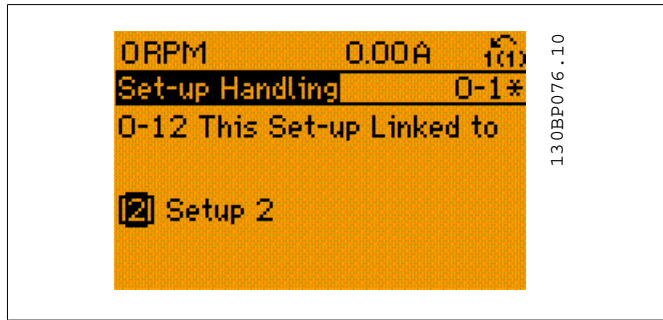 0RPM 0.00A 1(1)
Set-up Handling 0-1*
0-12 This Set-up Linked to
[2] Setup 2
130BP076.10